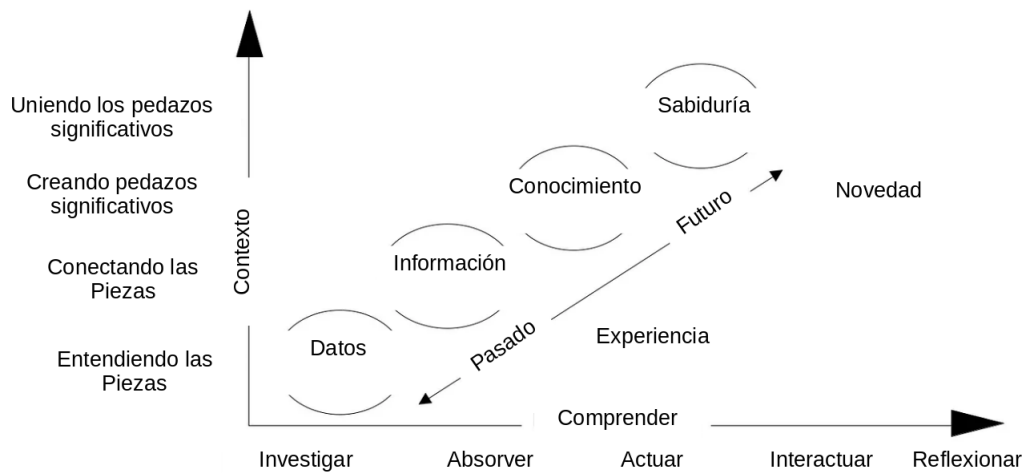 Uniendo los pedazos
significativos
Creando pedazos
significativos
Conectando las
Piezas
Entendiendo las
Piezas
Contexto
Sabiduría
Conocimiento
Información
Datos
Futuro
Pasado
Novedad
Experiencia
Comprender
Investigar
Absorver
Actuar
Interactuar
Reflexionar